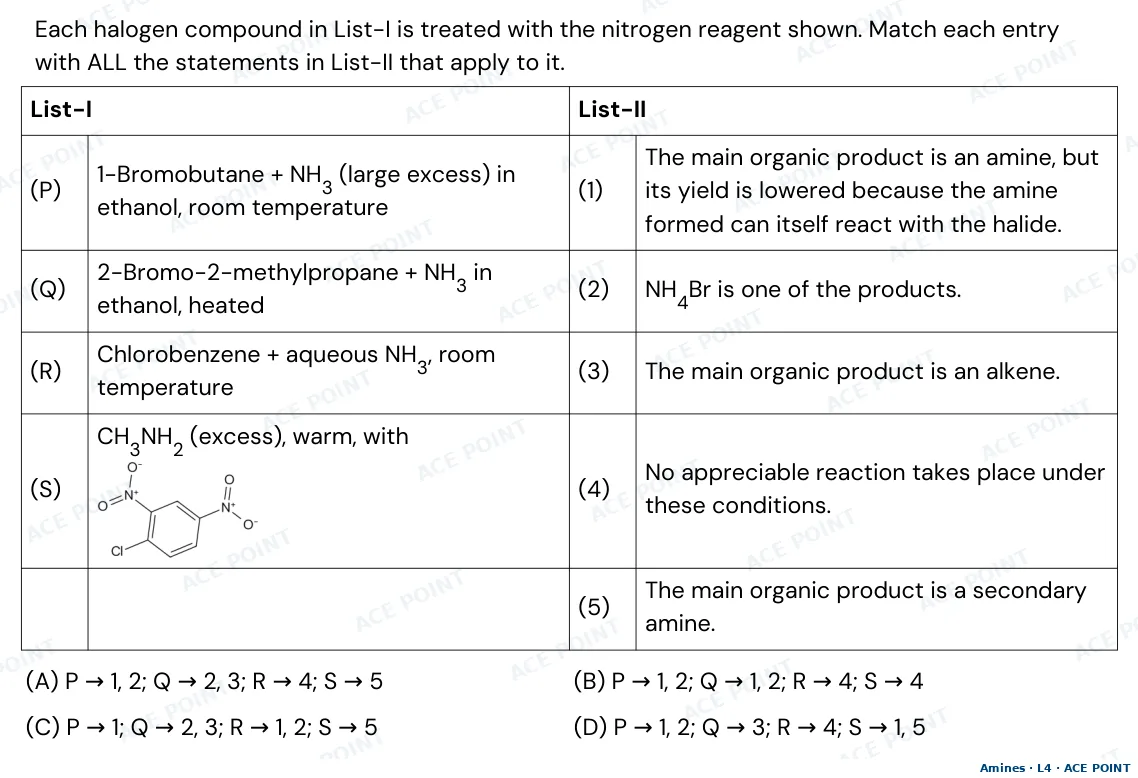 Each halogen compound in List-I is treated with the nitrogen reagent shown. Match each entry
with ALL the statements in List-II that apply to it.
List-I
List-II
(P)
1-Bromobutane + NH₃ (large excess) in
ethanol, room temperature
(1)
The main organic product is an amine, but
its yield is lowered because the amine
formed can itself react with the halide.
(Q)
2-Bromo-2-methylpropane + NH₃ in
ethanol, heated
(2)
NH₄Br is one of the products.
(R)
Chlorobenzene + aqueous NH₃, room
temperature
(3)
The main organic product is an alkene.
(S)
CH₃NH₂ (excess), warm, with
O⁻
O
N⁺
O
N⁺
O⁻
Cl
(4)
No appreciable reaction takes place under
these conditions.
(5)
The main organic product is a secondary
amine.
(A) P → 1, 2; Q → 2, 3; R → 4; S → 5
(B) P → 1, 2; Q → 1, 2; R → 4; S → 4
(C) P → 1; Q → 2, 3; R → 1, 2; S → 5
(D) P → 1, 2; Q → 3; R → 4; S → 1, 5
Amines · L4 · ACE POINT